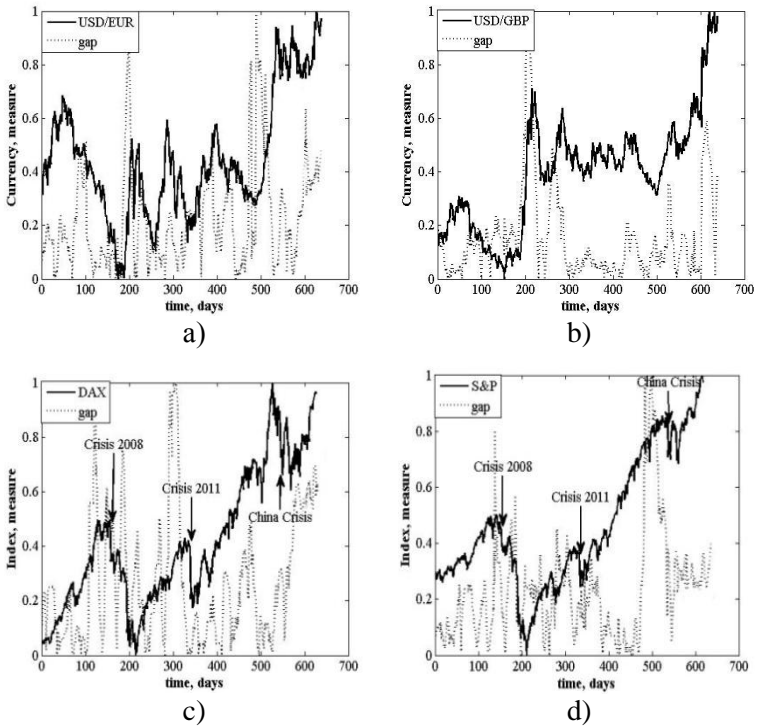 USD/EUR
gap
Currency, measure
1
0.8
0.6
0.4
0.2
0
0 100 200 300 400 500 600 700
time, days
a)
USD/GBP
gap
Currency, measure
1
0.8
0.6
0.4
0.2
0
0 100 200 300 400 500 600 700
time, days
b)
DAX
gap
Crisis 2008
Crisis 2011
China Crisis
Index, measure
1
0.8
0.6
0.4
0.2
0
0 100 200 300 400 500 600 700
time, days
c)
S&P
gap
China Crisis
Crisis 2008
Crisis 2011
Index, measure
1
0.8
0.6
0.4
0.2
0
0 100 200 300 400 500 600 700
time, days
d)